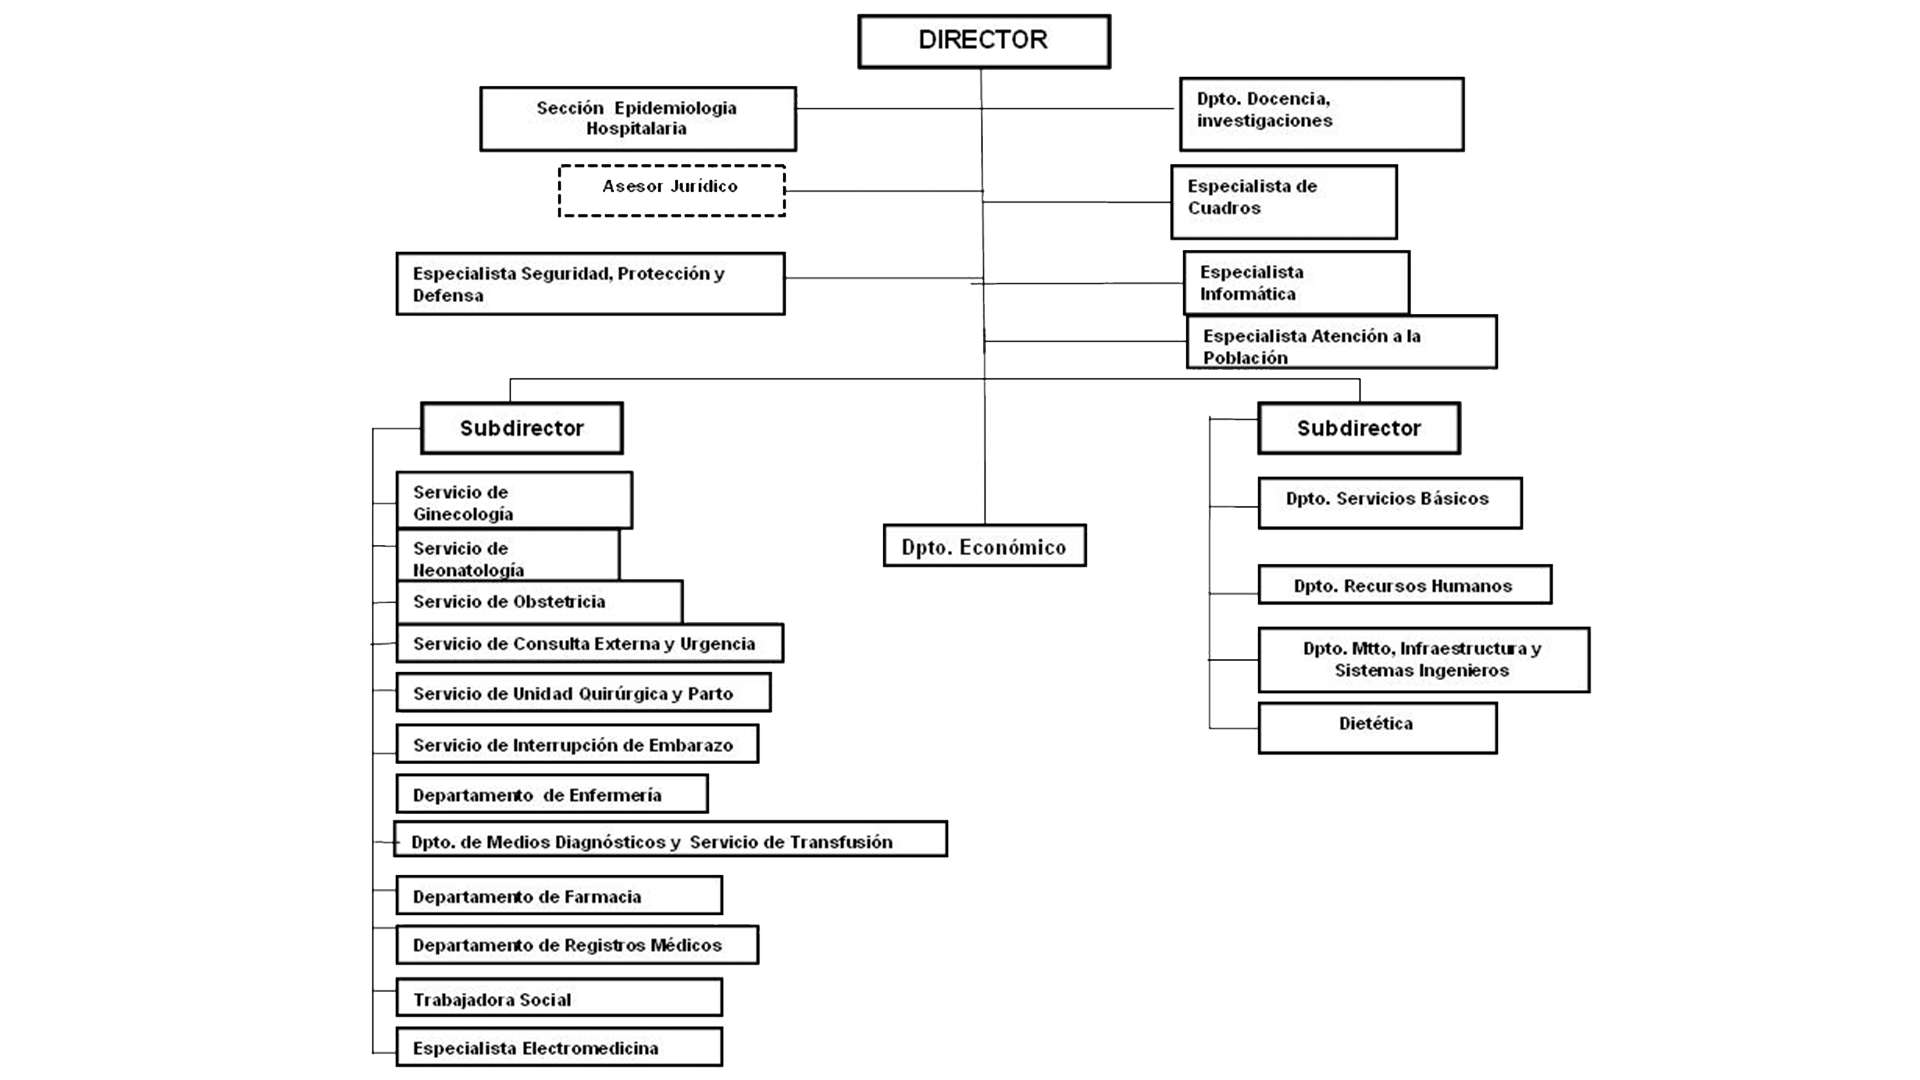 DIRECTOR
Sección Epidemiologia
Hospitalaria
Dpto. Docencia,
investigaciones
Asesor Jurídico
Especialista de
Cuadros
Especialista Seguridad, Protección y
Defensa
Especialista
Informática
Especialista Atención a la
Población
Subdirector
Servicio de
Ginecología
Servicio de
Neonatología
Servicio de Obstetricia
Servicio de Consulta Externa y Urgencia
Servicio de Unidad Quirúrgica y Parto
Servicio de Interrupción de Embarazo
Departamento de Enfermería
Dpto. de Medios Diagnósticos y Servicio de Transfusión
Departamento de Farmacia
Departamento de Registros Médicos
Trabajadora Social
Especialista Electromedicina
Dpto. Económico
Subdirector
Dpto. Servicios Básicos
Dpto. Recursos Humanos
Dpto. Mtto, Infraestructura y
Sistemas Ingenieros
Dietética